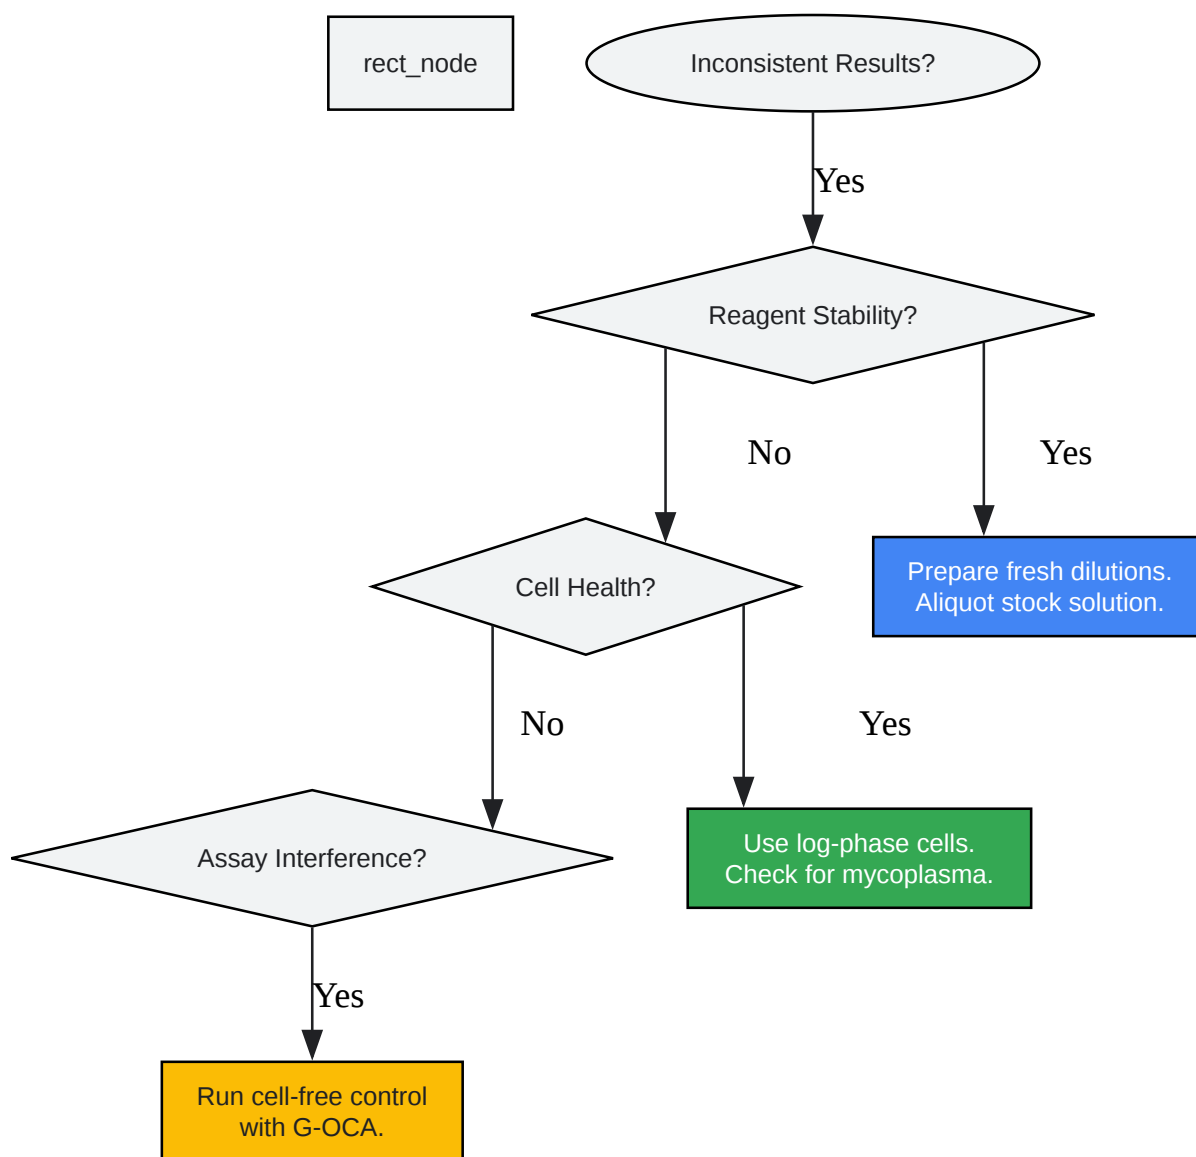 rect_node
Inconsistent Results?
Yes
Reagent Stability?
No
Yes
Cell Health?
Prepare fresh dilutions.
Aliquot stock solution.
No
Yes
Assay Interference?
Use log-phase cells.
Check for mycoplasma.
Yes
Run cell-free control
with G-OCA.